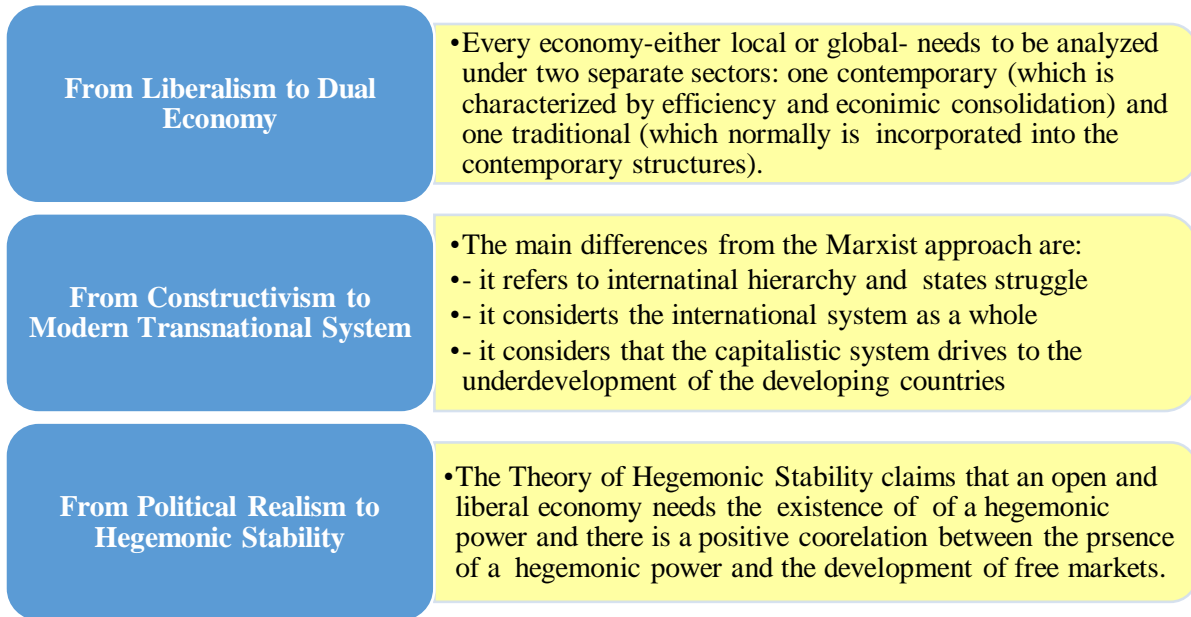 From Liberalism to Dual
Economy
•Every economy-either local or global- needs to be analyzed
under two separate sectors: one contemporary (which is
characterized by efficiency and econimic consolidation) and
one traditional (which normally is incorporated into the
contemporary structures).
From Constructivism to
Modern Transnational System
•The main differences from the Marxist approach are:
•- it refers to internatinal hierarchy and states struggle
•- it considerts the international system as a whole
•- it considers that the capitalistic system drives to the
underdevelopment of the developing countries
From Political Realism to
Hegemonic Stability
•The Theory of Hegemonic Stability claims that an open and
liberal economy needs the existence of of a hegemonic
power and there is a positive coorelation between the prsence
of a hegemonic power and the development of free markets.